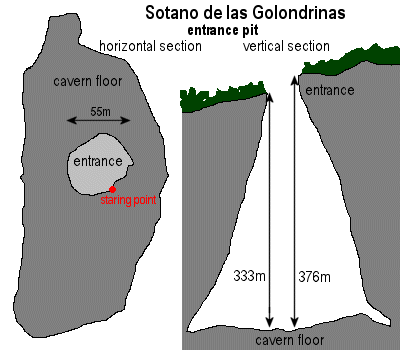 Sotano de las Golondrinas
entrance pit
horizontal section
vertical section
cavern floor
55m
entrance
staring point
entrance
333m
376m
cavern floor